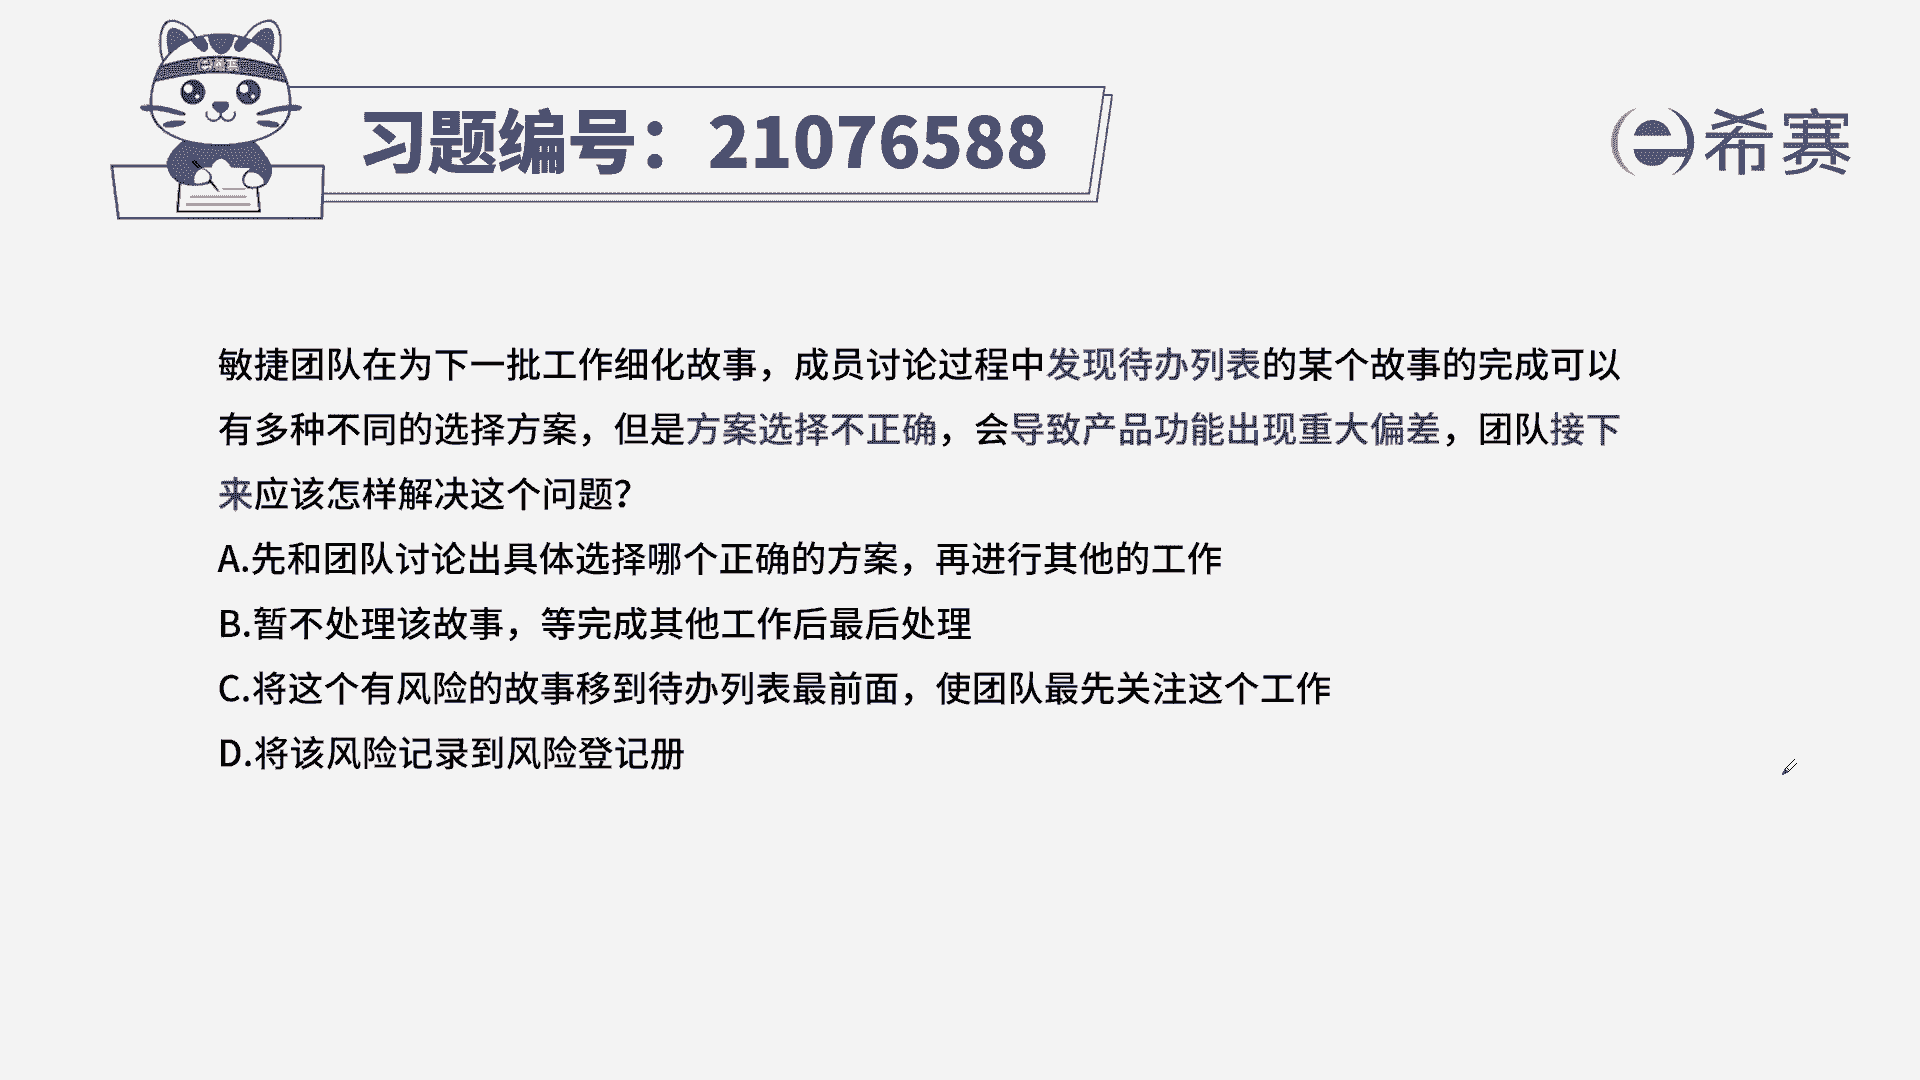 希赛
习题编号：21076588
希赛
敏捷团队在为下一批工作细化故事，成员讨论过程中发现待办列表的某个故事的完成可以
有多种不同的选择方案，但是方案选择不正确，会导致产品功能出现重大偏差，团队接下
来应该怎样解决这个问题？
A.先和团队讨论出具体选择哪个正确的方案，再进行其他的工作
B.暂不处理该故事，等完成其他工作后最后处理
C.将这个有风险的故事移到待办列表最前面，使团队最先关注这个工作
D.将该风险记录到风险登记册